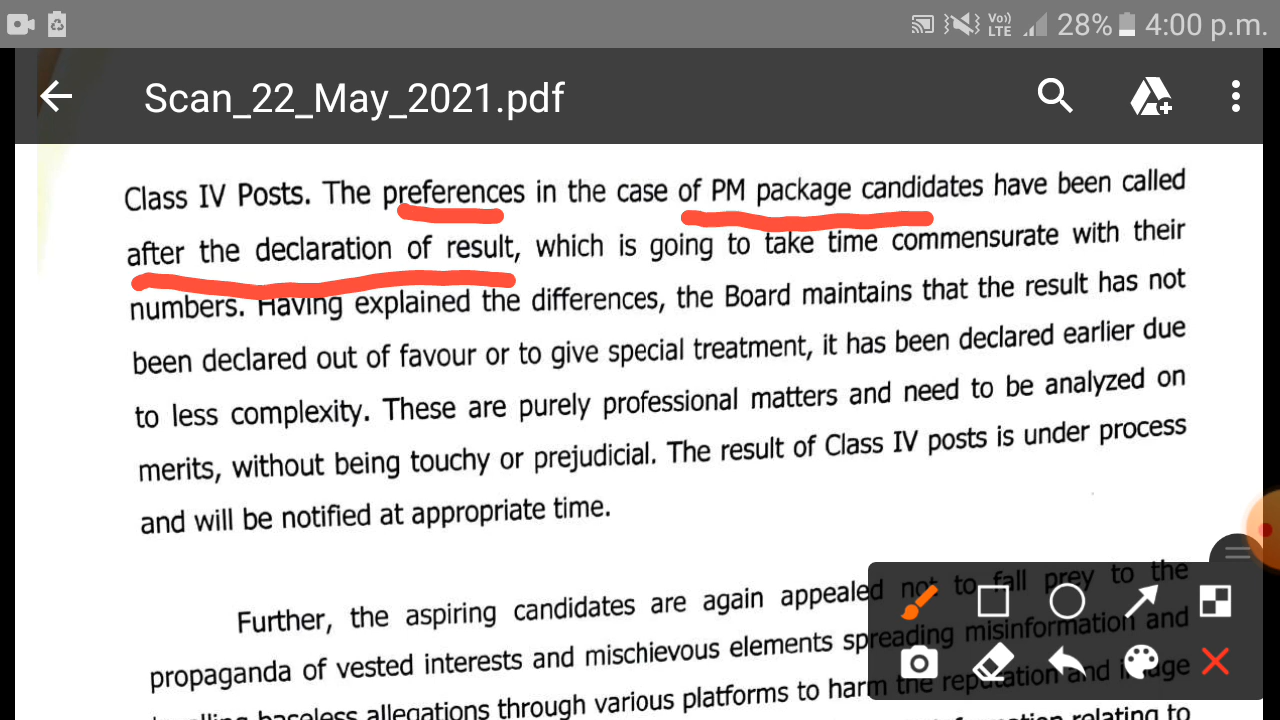 Vo))
LTE
28%
4:00 p.m.
Scan_22_May_2021.pdf
Class IV Posts. The preferences in the case of PM package candidates have been called
after the declaration of result, which is going to take time commensurate with their
numbers. Having explained the differences, the Board maintains that the result has not
been declared out of favour or to give special treatment, it has been declared earlier due
to less complexity. These are purely professional matters and need to be analyzed on
merits, without being touchy or prejudicial. The result of Class IV posts is under process
and will be notified at appropriate time.
Further, the aspiring candidates are again appealed not to fall prey to the
propaganda of vested interests and mischievous elements spreading misinformation and
baseless allegations through various platforms to harm the reputation and image
relating to